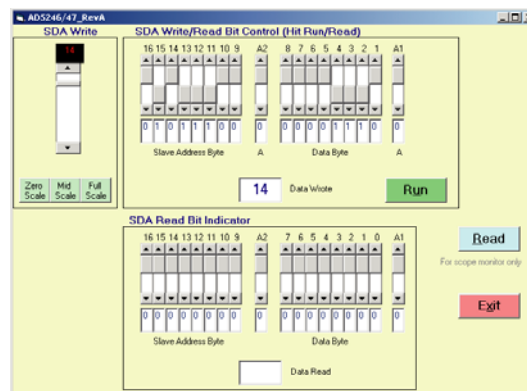 ADS246/47_RevA
SDA Write
14
Zero Scale
Mid Scale
Full Scale
SDA Write/Read Bit Control (Hit Run/Read)
16 15 14 13 12 11 10 9 A2 8 7 6 5 4 3 2 1 A1
0 1 0 1 1 1 0 0 0 0 0 0 0 1 1 1 0 0
Slave Address Byte A Data Byte A
14 Data Wrote Run
SDA Read Bit Indicator
16 15 14 13 12 11 10 9 A2 7 6 5 4 3 2 1 0 A1
0 0 0 0 0 0 0 0 0 0 0 0 0 0 0 0 0 0
Slave Address Byte Data Byte
Data Read
Read
For scope monitor only
Exit